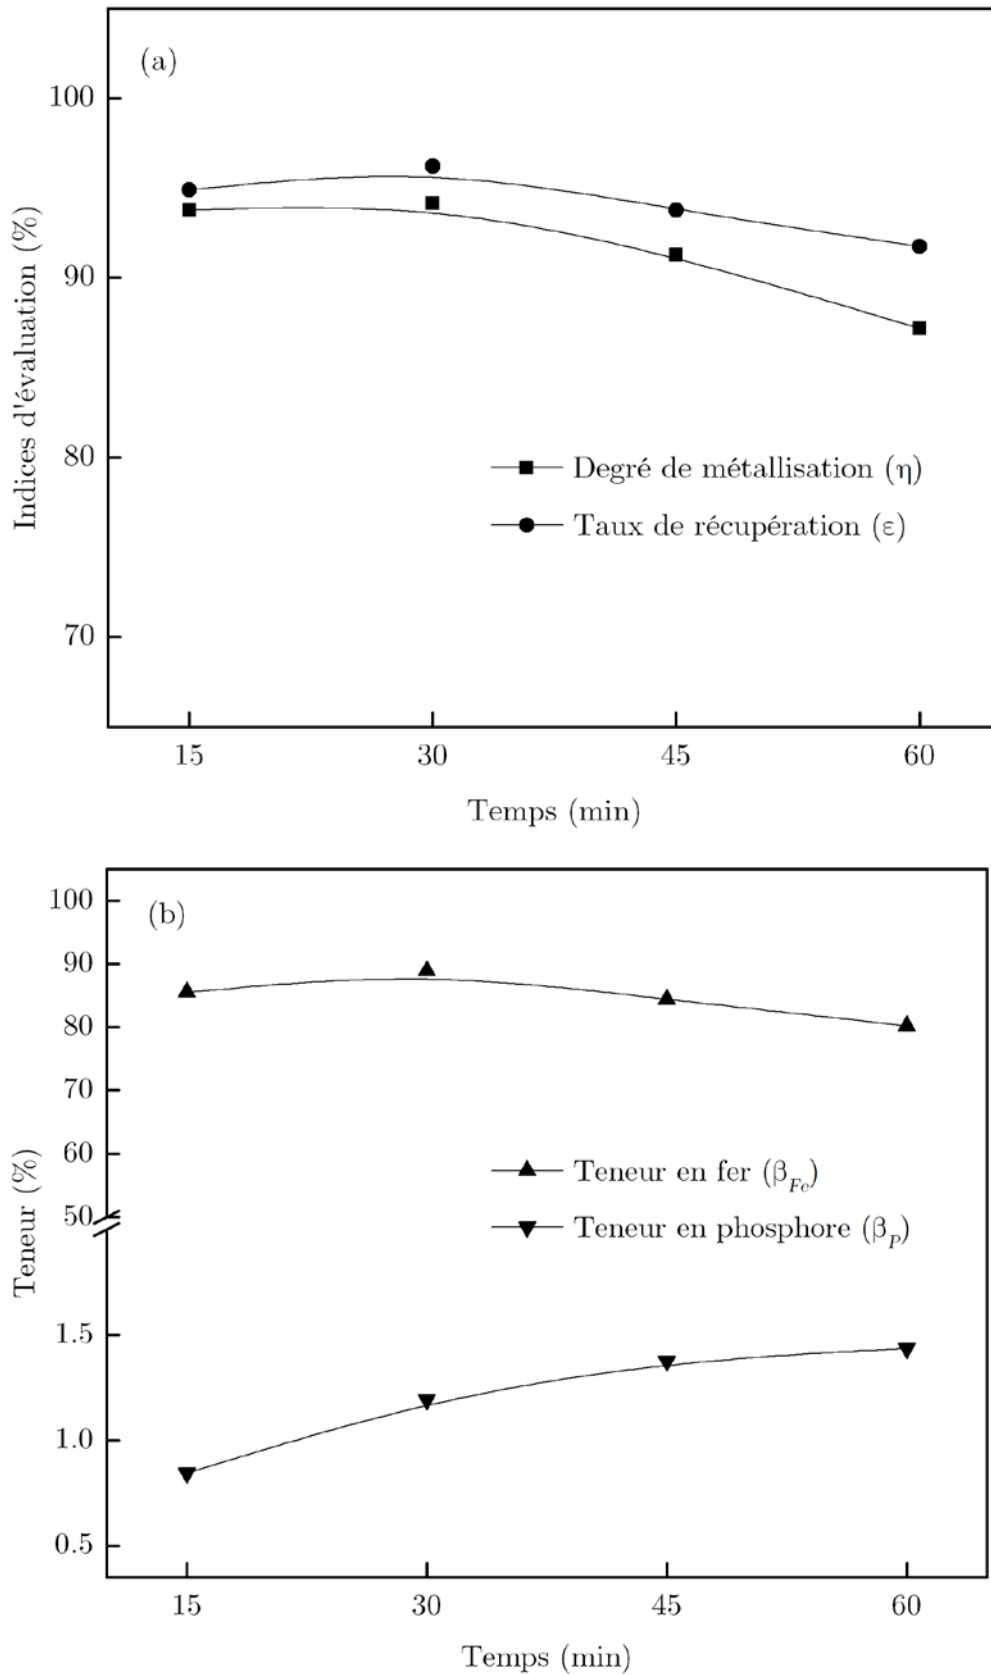 (a)
100
90
80
70
Indices d'évaluation (%)
Degré de métallisation (η)
Taux de récupération (ε)
15 30 45 60
Temps (min)
(b)
100
90
80
70
60
50
1.5
1.0
0.5
Teneur (%)
Teneur en fer (β_Fe)
Teneur en phosphore (β_P)
15 30 45 60
Temps (min)